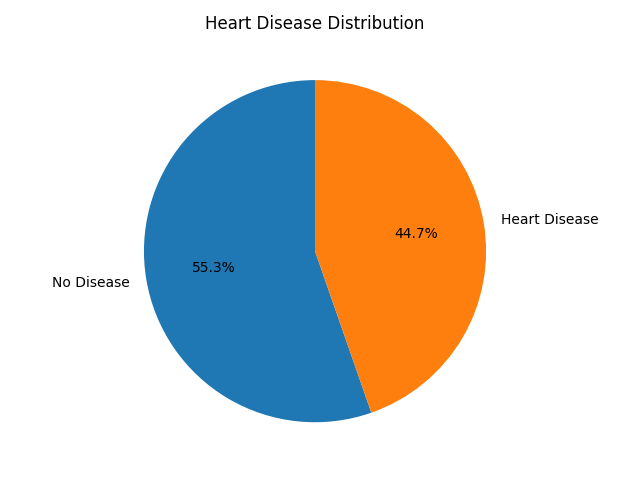 Heart Disease Distribution
Heart Disease
44.7%
55.3%
No Disease